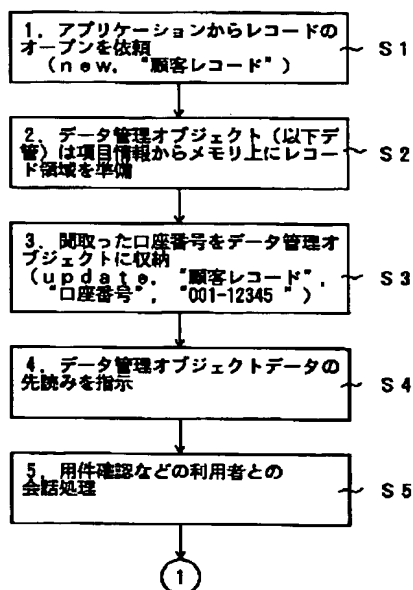 1. アプリケーションからレコードの
オープンを依頼
(new, "顧客レコード")
S1
2. データ管理オブジェクト(以下デ
管)は項目情報からメモリ上にレコー
ド領域を準備
S2
3. 聞取った口座番号をデータ管理オ
ブジェクトに収納
(update, "顧客レコード",
"口座番号", "001-12345 ")
S3
4. データ管理オブジェクトデータの
先読みを指示
S4
5. 用件確認などの利用者との
会話処理
S5
1